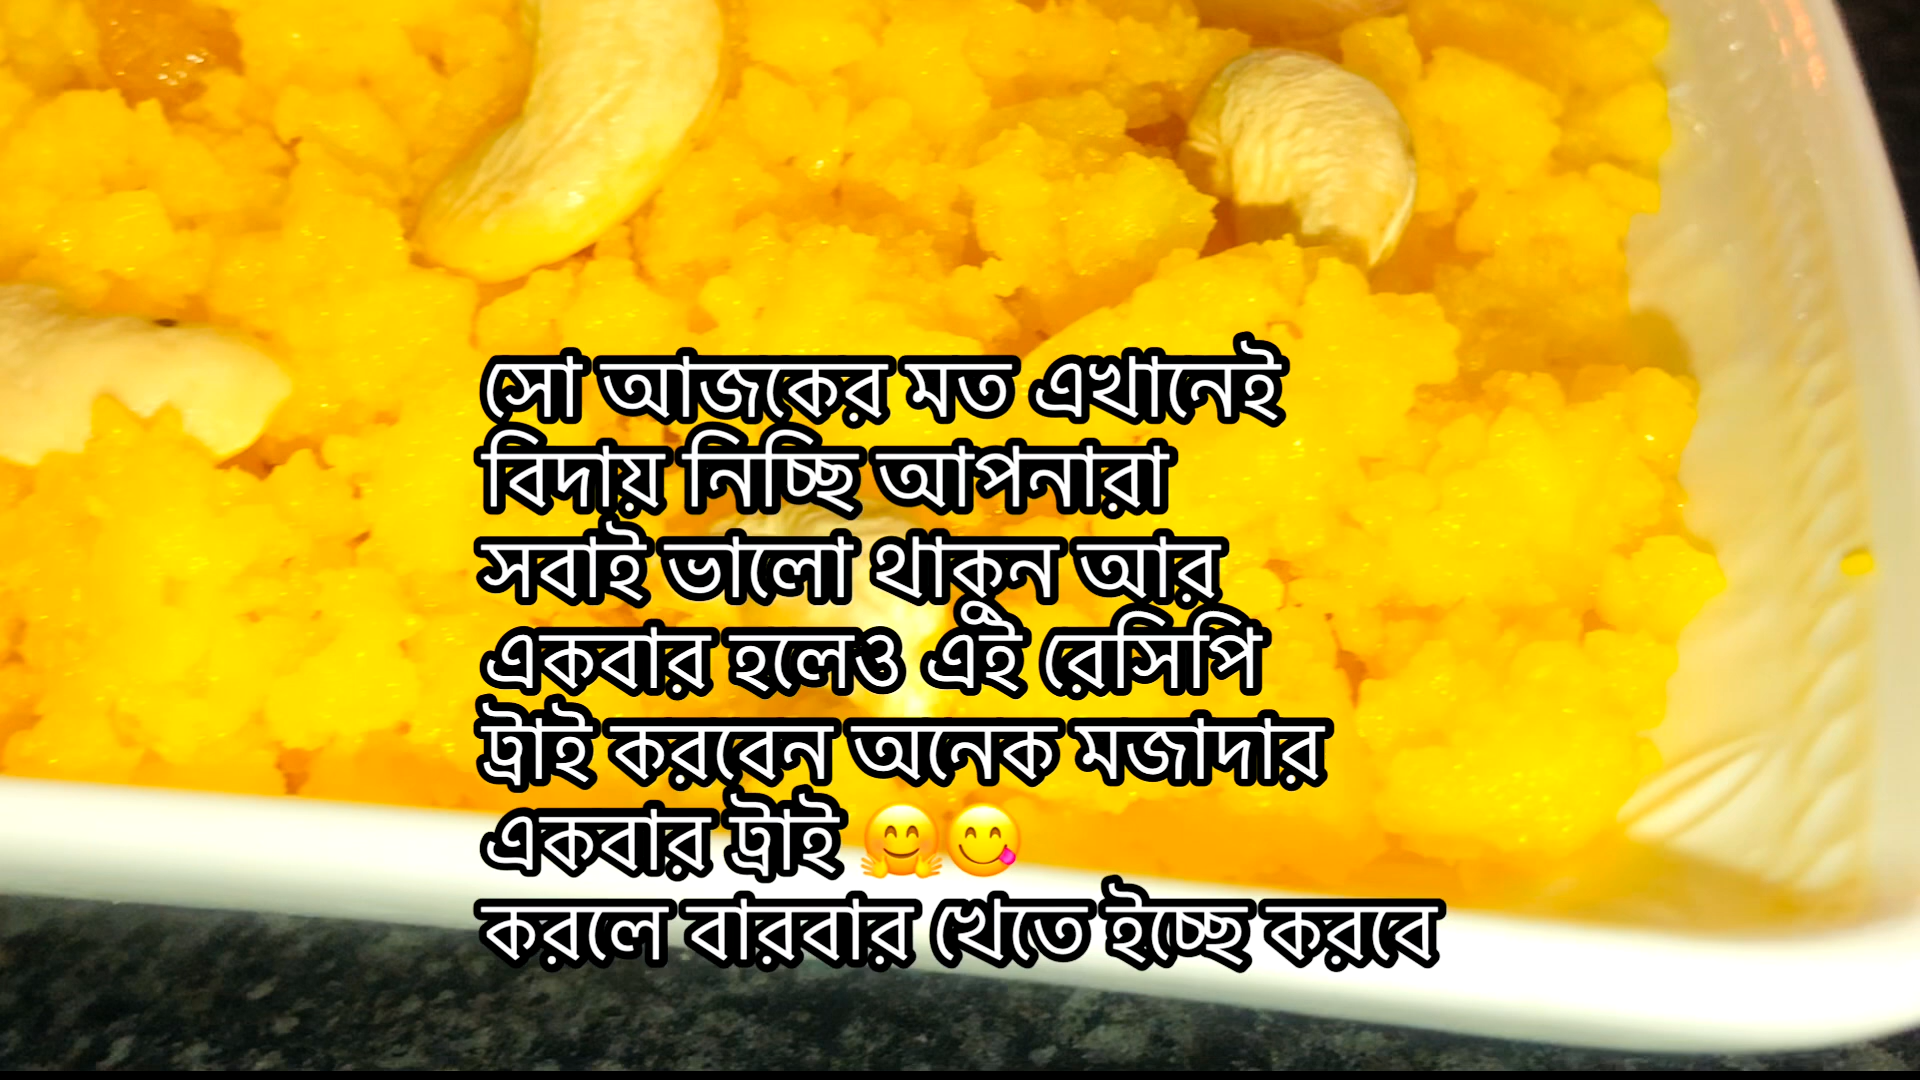 সো আজকের মত এখানেই
বিদায় নিচ্ছি আপনারা
সবাই ভালো থাকুন আর
একবার হলেও এই রেসিপি
ট্রাই করবেন অনেক মজাদার
একবার ট্রাই 🤗😋
করলে বারবার খেতে ইচ্ছে করবে